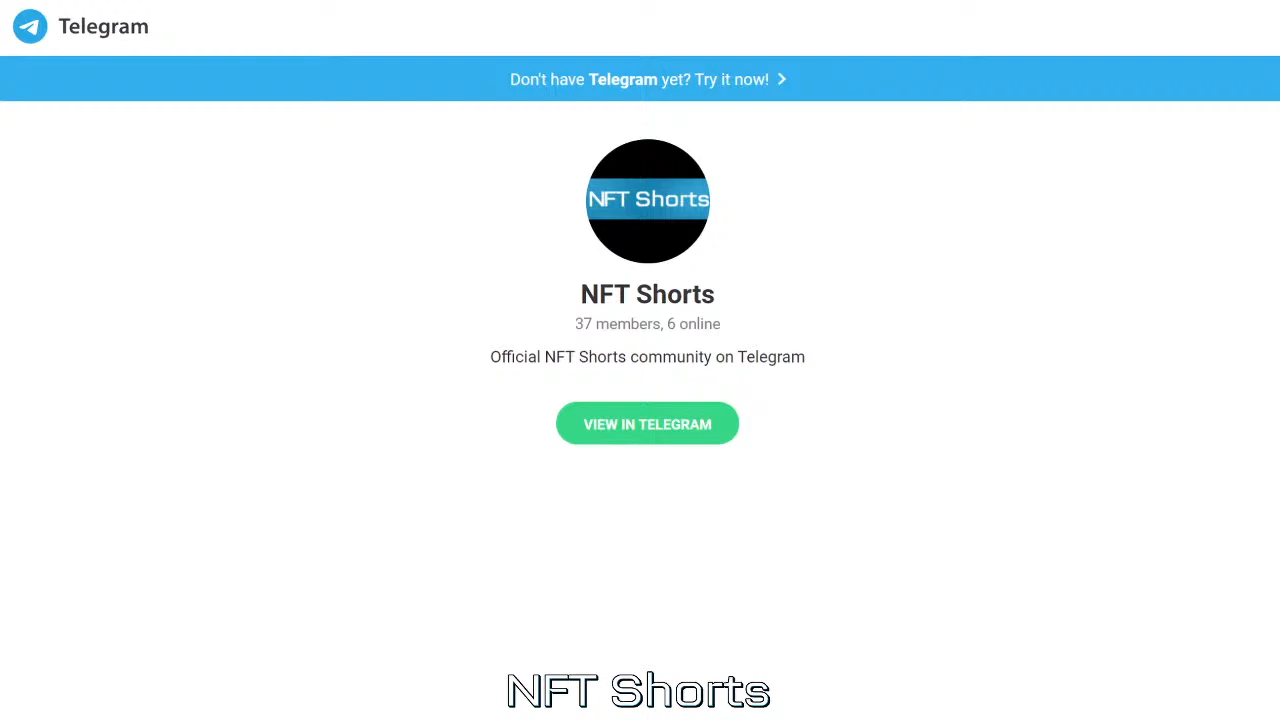 Telegram
Don't have Telegram yet? Try it now!
NFT Shorts
NFT Shorts
37 members, 6 online
Official NFT Shorts community on Telegram
VIEW IN TELEGRAM
NFT Shorts